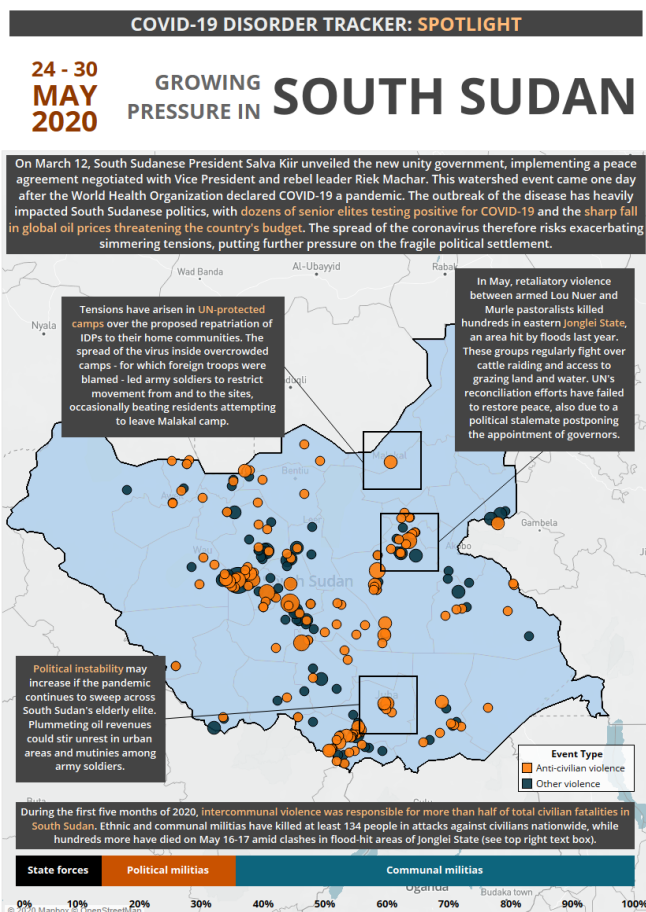 COVID-19 DISORDER TRACKER: SPOTLIGHT
24 - 30
MAY
2020
GROWING
PRESSURE IN
SOUTH SUDAN
On March 12, South Sudanese President Salva Kiir unveiled the new unity government, implementing a peace
agreement negotiated with Vice President and rebel leader Riek Machar. This watershed event came one day
after the World Health Organization declared COVID-19 a pandemic. The outbreak of the disease has heavily
impacted South Sudanese politics, with dozens of senior elites testing positive for COVID-19 and the sharp fall
in global oil prices threatening the country's budget. The spread of the coronavirus therefore risks exacerbating
simmering tensions, putting further pressure on the fragile political settlement.
Wad Banda
Al-Ubayyid
Rabak
Nyala
Tensions have arisen in UN-protected
camps over the proposed repatriation of
IDPs to their home communities. The
spread of the virus inside overcrowded
camps - for which foreign troops were
blamed - led army soldiers to restrict
movement from and to the sites,
occasionally beating residents attempting
to leave Malakal camp.
In May, retaliatory violence
between armed Lou Nuer and
Murle pastoralists killed
hundreds in eastern Jonglei State,
an area hit by floods last year.
These groups regularly fight over
cattle raiding and access to
grazing land and water. UN's
reconciliation efforts have failed
to restore peace, also due to a
political stalemate postponing
the appointment of governors.
Malakal
Bentiu
Gambela
Akobo
Wau
Sudan
Juba
Political instability may
increase if the pandemic
continues to sweep across
South Sudan's elderly elite.
Plummeting oil revenues
could stir unrest in urban
areas and mutinies among
army soldiers.
Event Type
Anti-civilian violence
Other violence
During the first five months of 2020, intercommunal violence was responsible for more than half of total civilian fatalities in
South Sudan. Ethnic and communal militias have killed at least 134 people in attacks against civilians nationwide, while
hundreds more have died on May 16-17 amid clashes in flood-hit areas of Jonglei State (see top right text box).
State forces
Political militias
Communal militias
Uganda
Budaka town
0% 10% 20% 30% 40% 50% 60% 70% 80% 90% 100%
© 2020 Mapbox © OpenStreetMap